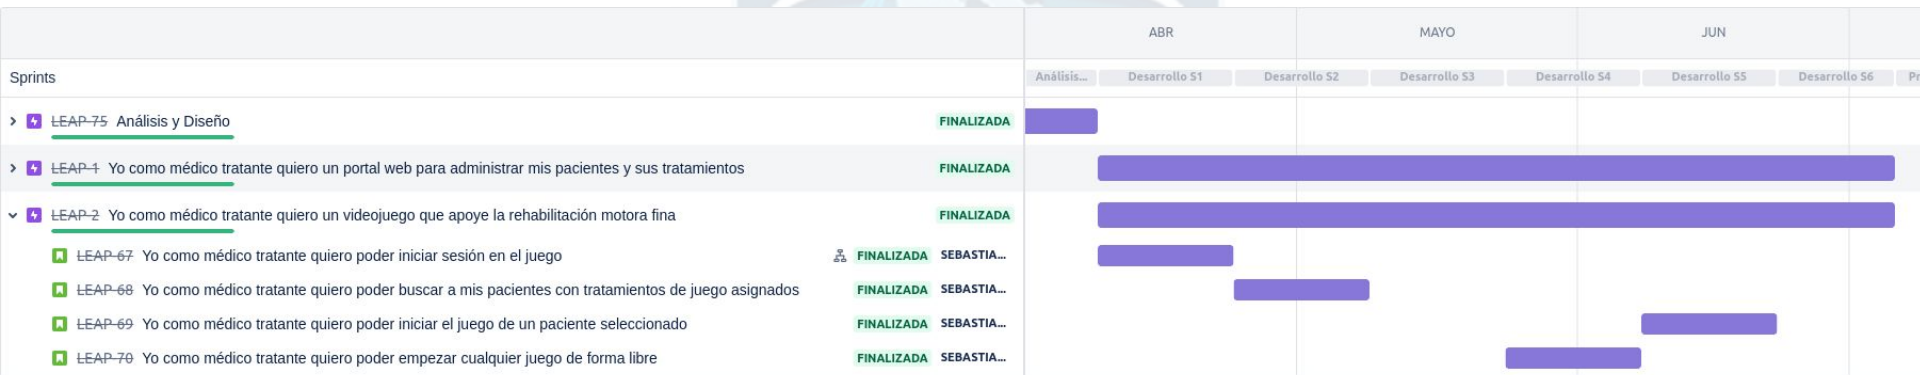 ABR MAYO JUN
Sprints Análisis... Desarrollo S1 Desarrollo S2 Desarrollo S3 Desarrollo S4 Desarrollo S5 Desarrollo S6 Pr
LEAP-75 Análisis y Diseño FINALIZADA
LEAP-1 Yo como médico tratante quiero un portal web para administrar mis pacientes y sus tratamientos FINALIZADA
LEAP-2 Yo como médico tratante quiero un videojuego que apoye la rehabilitación motora fina FINALIZADA
LEAP-67 Yo como médico tratante quiero poder iniciar sesión en el juego FINALIZADA SEBASTIA...
LEAP-68 Yo como médico tratante quiero poder buscar a mis pacientes con tratamientos de juego asignados FINALIZADA SEBASTIA...
LEAP-69 Yo como médico tratante quiero poder iniciar el juego de un paciente seleccionado FINALIZADA SEBASTIA...
LEAP-70 Yo como médico tratante quiero poder empezar cualquier juego de forma libre FINALIZADA SEBASTIA...